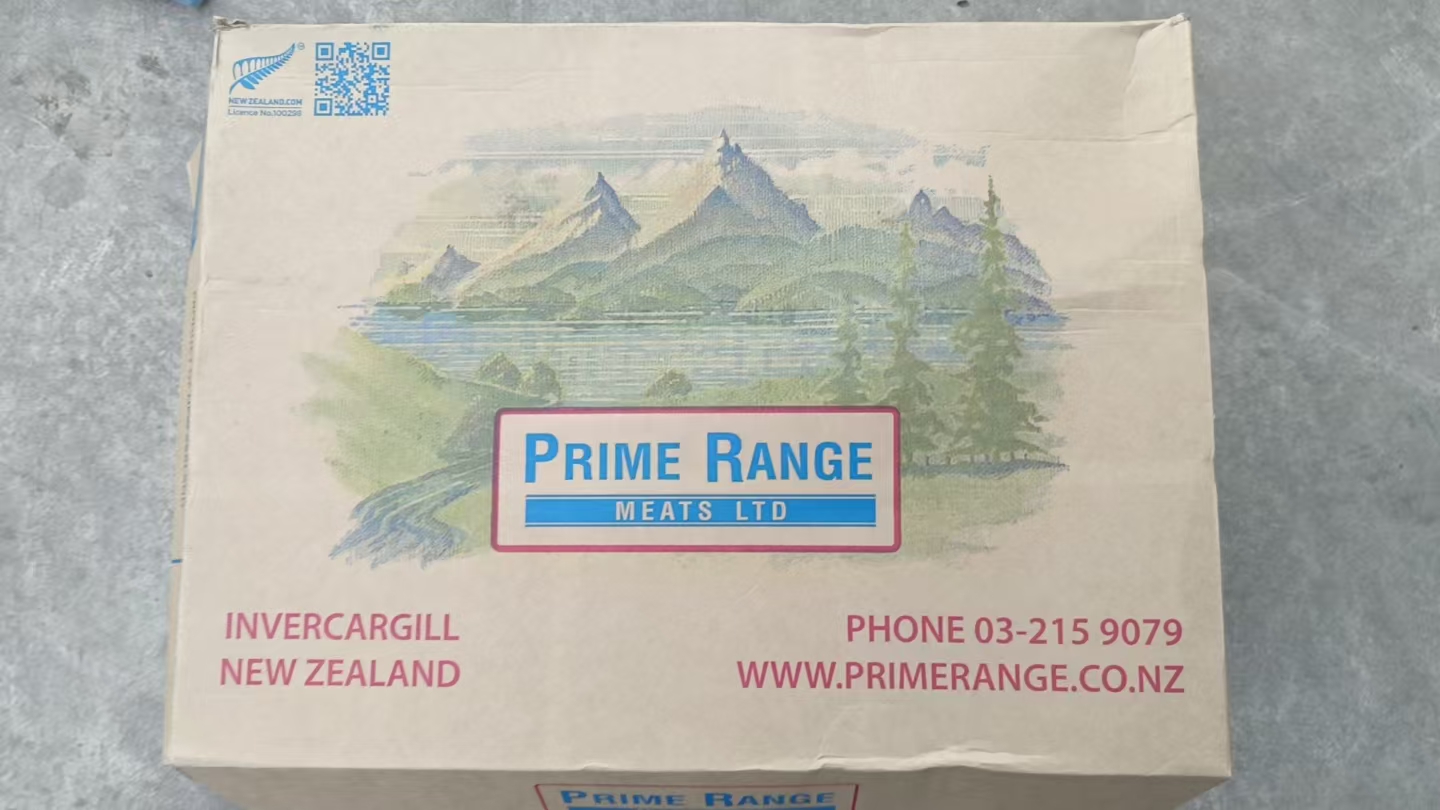 NEWZEALAND.COM
Licence No.100298
PRIME RANGE
MEATS LTD
INVERCARGILL
NEW ZEALAND
PHONE 03-215 9079
WWW.PRIMERANGE.CO.NZ
PRIME RANGE